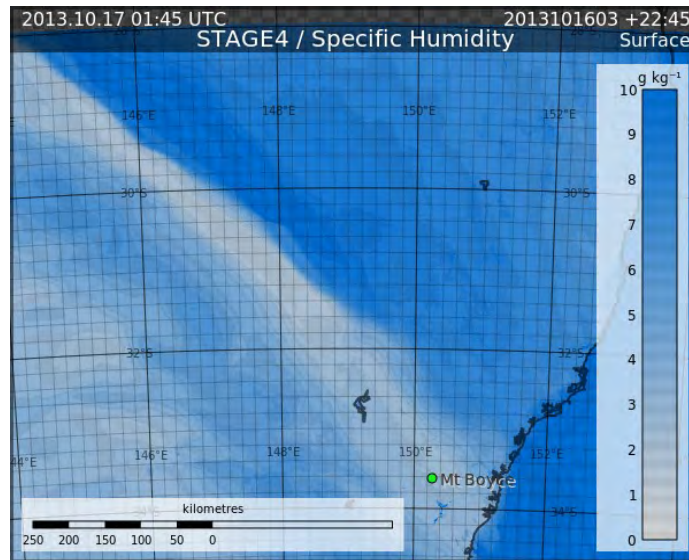 2013.10.17 01:45 UTC 2013101603 +22:45
STAGE4 / Specific Humidity Surface
g kg⁻¹
10
9
8
7
6
5
4
3
2
1
0
146°E 148°E 150°E 152°E
30°S 30°S
32°S 32°S
144°E 146°E 148°E 150°E 152°E
Mt Boyce
34°S 34°S
kilometres
250 200 150 100 50 0